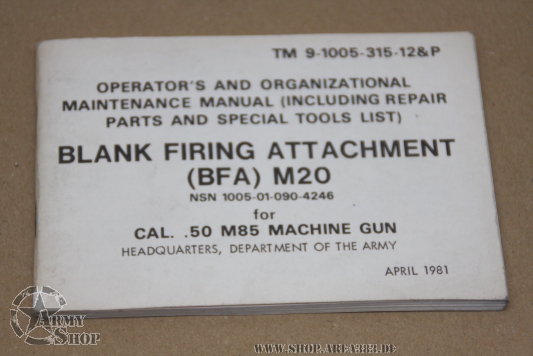 TM 9-1005-315-12&P
OPERATOR'S AND ORGANIZATIONAL
MAINTENANCE MANUAL (INCLUDING REPAIR
PARTS AND SPECIAL TOOLS LIST)
BLANK FIRING ATTACHMENT
(BFA) M20
NSN 1005-01-090-4246
for
CAL. .50 M85 MACHINE GUN
HEADQUARTERS, DEPARTMENT OF THE ARMY
APRIL 1981
ARMY
SHOP